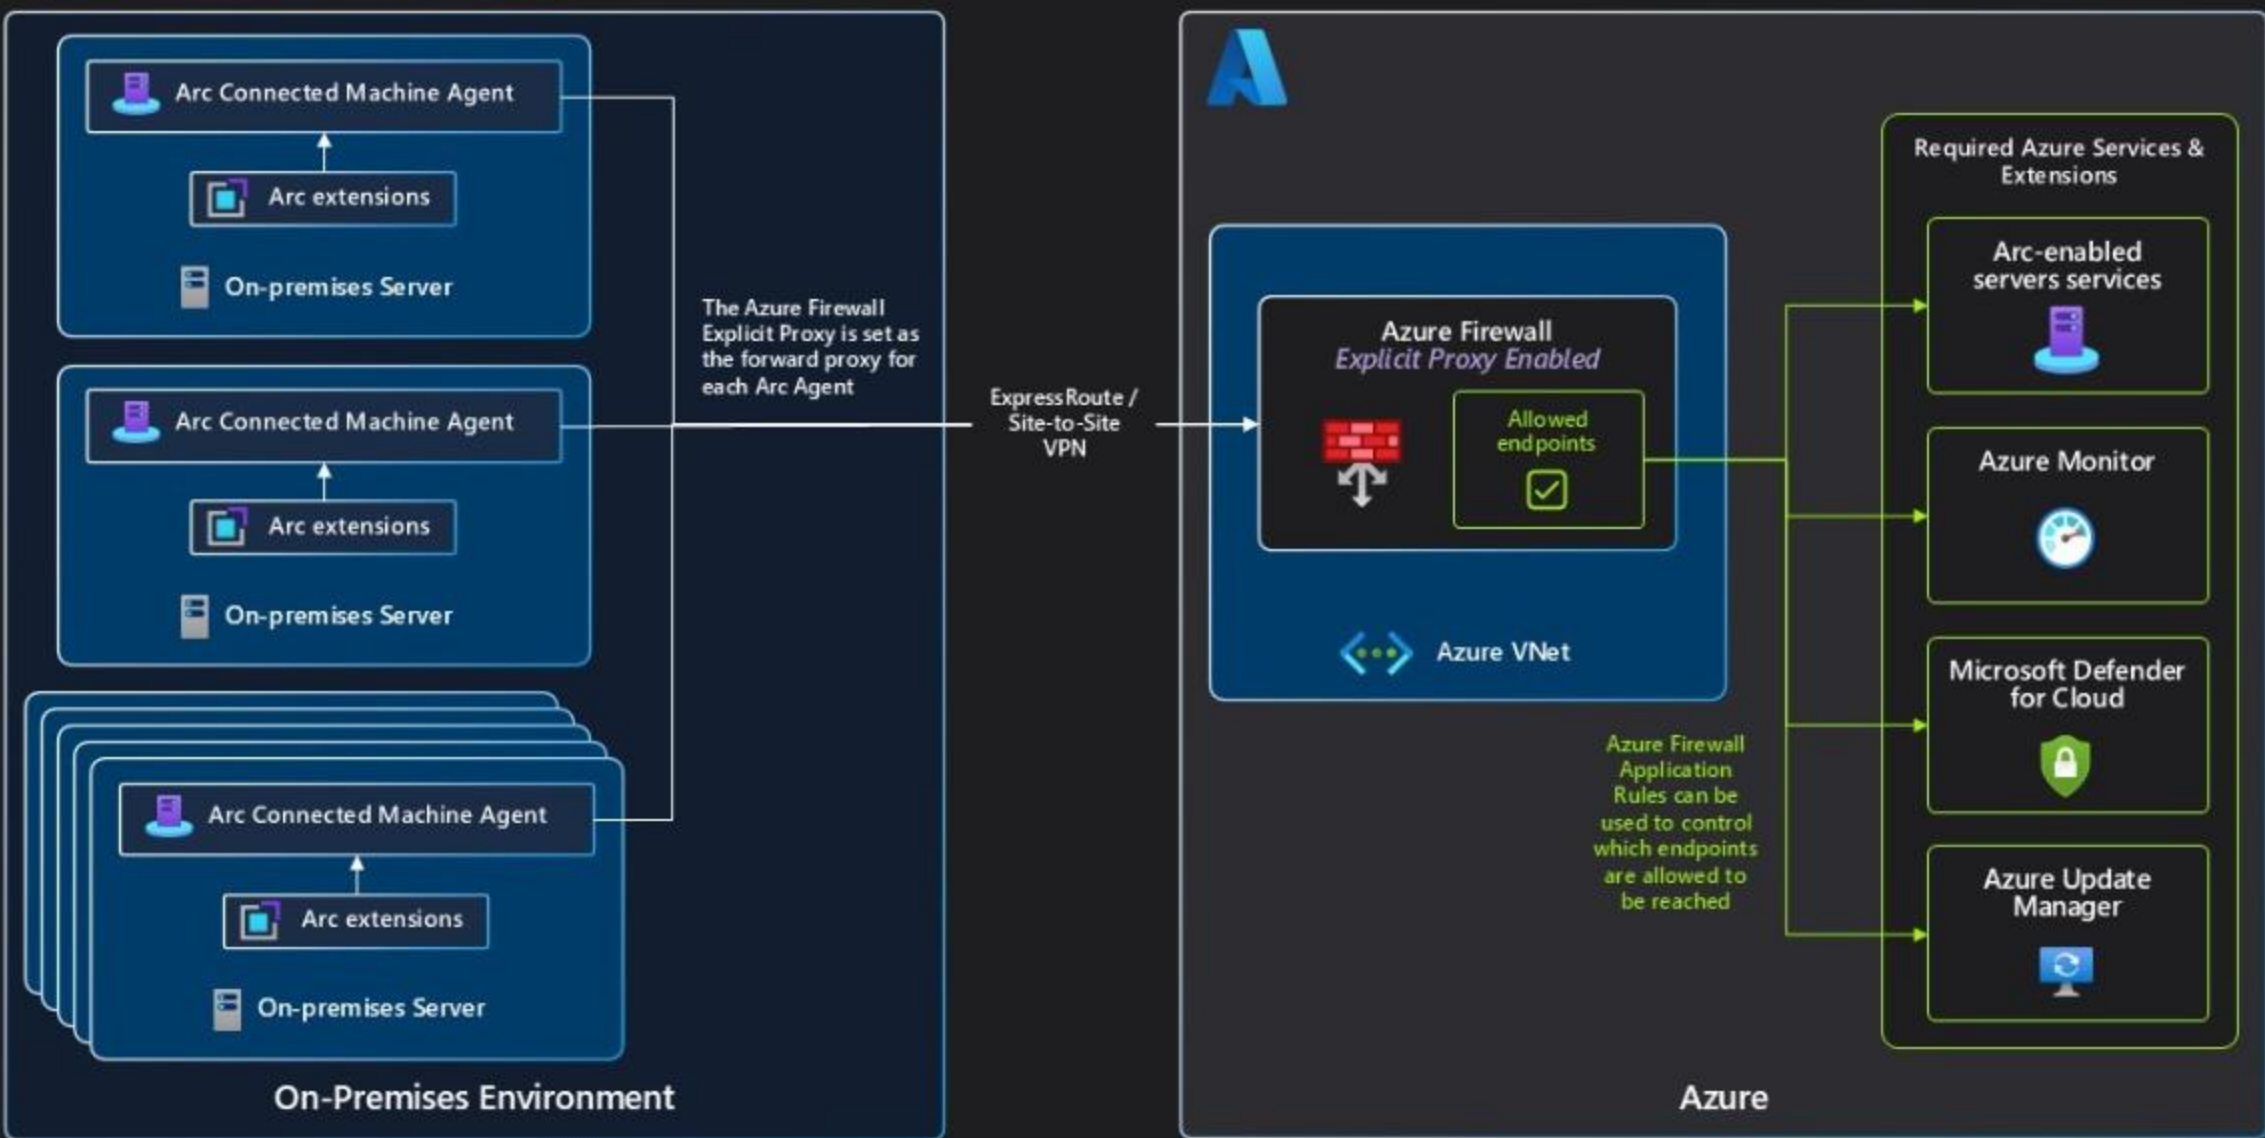 Arc Connected Machine Agent
Arc extensions
On-premises Server
Arc Connected Machine Agent
Arc extensions
On-premises Server
Arc Connected Machine Agent
Arc extensions
On-premises Server
On-Premises Environment
The Azure Firewall
Explicit Proxy is set as
the forward proxy for
each Arc Agent
ExpressRoute /
Site-to-Site
VPN
Azure Firewall
Explicit Proxy Enabled
Allowed
endpoints
Azure VNet
Azure Firewall
Application
Rules can be
used to control
which endpoints
are allowed to
be reached
Required Azure Services &
Extensions
Arc-enabled
servers services
Azure Monitor
Microsoft Defender
for Cloud
Azure Update
Manager
Azure